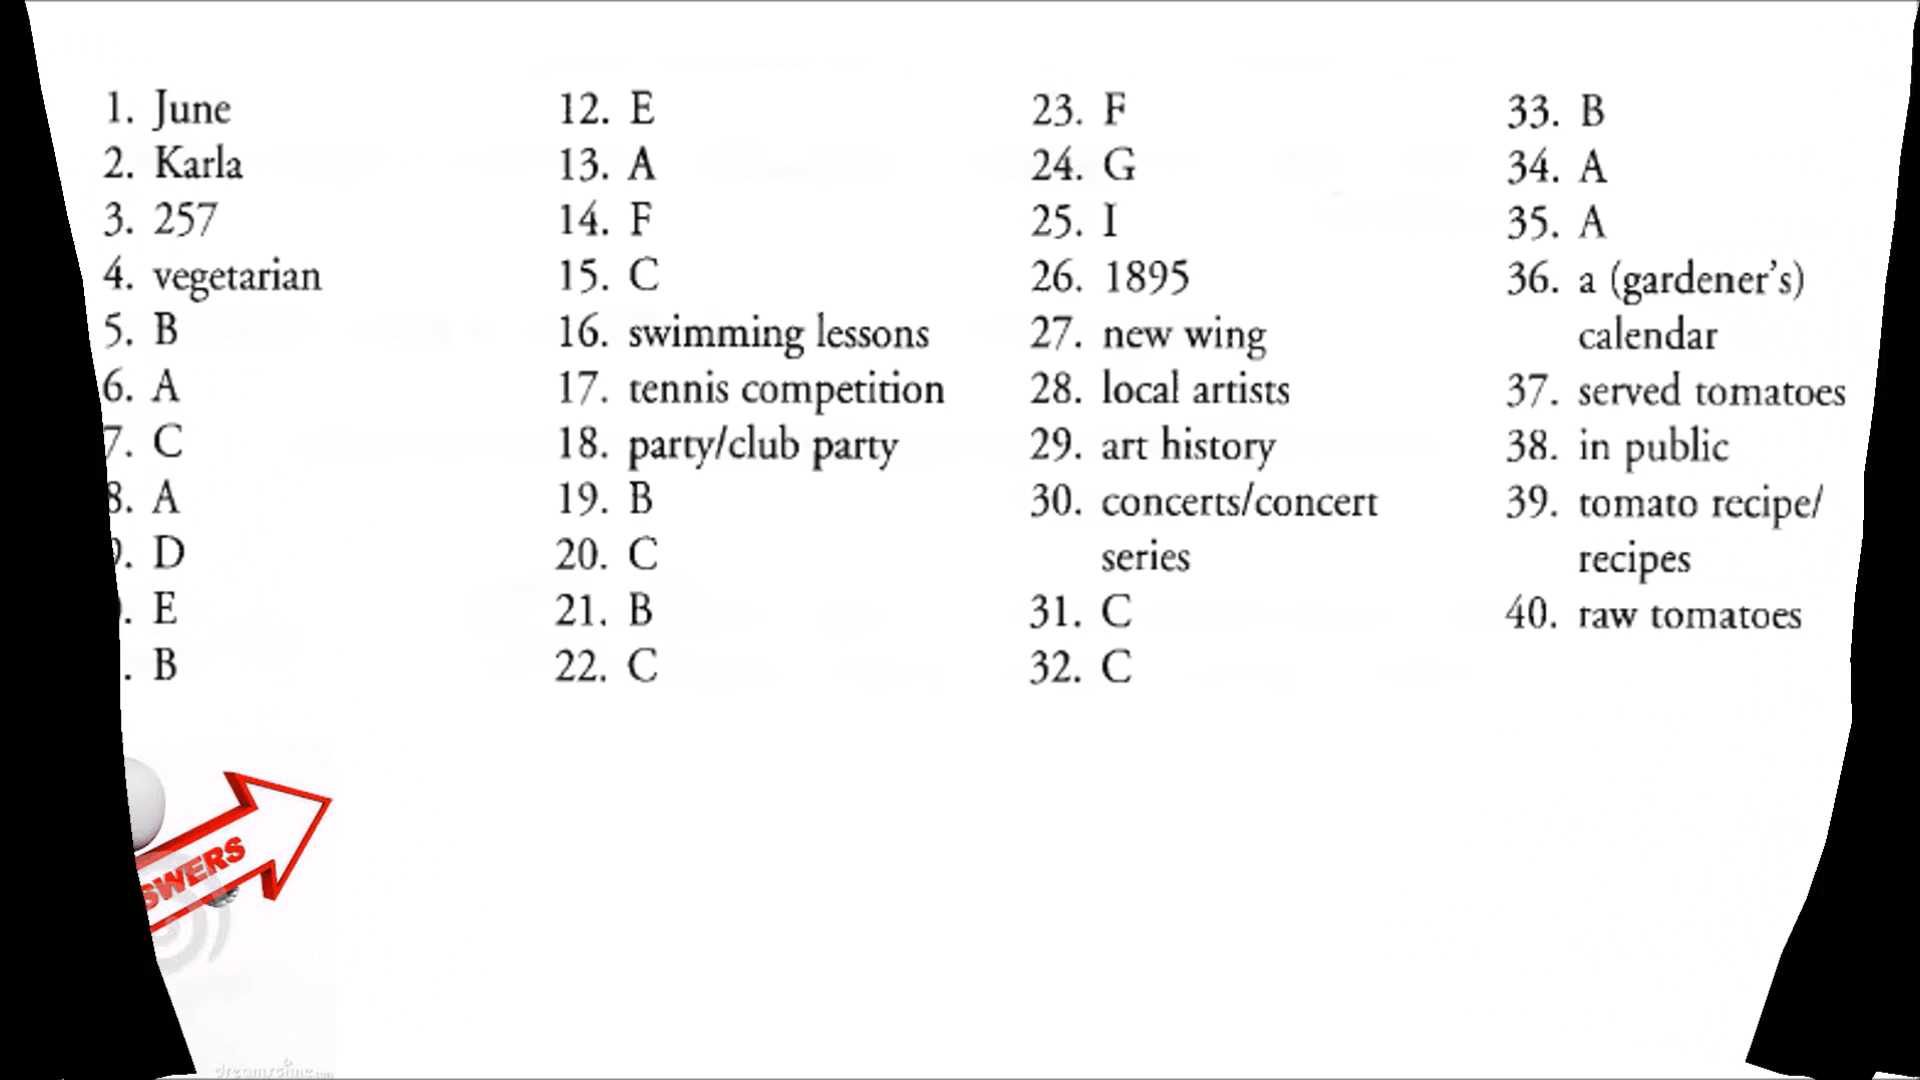 1. June
2. Karla
3. 257
4. vegetarian
5. B
6. A
7. C
8. A
. D
. E
. B
12. E
13. A
14. F
15. C
16. swimming lessons
17. tennis competition
18. party/club party
19. B
20. C
21. B
22. C
23. F
24. G
25. I
26. 1895
27. new wing
28. local artists
29. art history
30. concerts/concert
series
31. C
32. C
33. B
34. A
35. A
36. a (gardener's)
calendar
37. served tomatoes
38. in public
39. tomato recipe/
recipes
40. raw tomatoes
SWERS
dreamstime.com